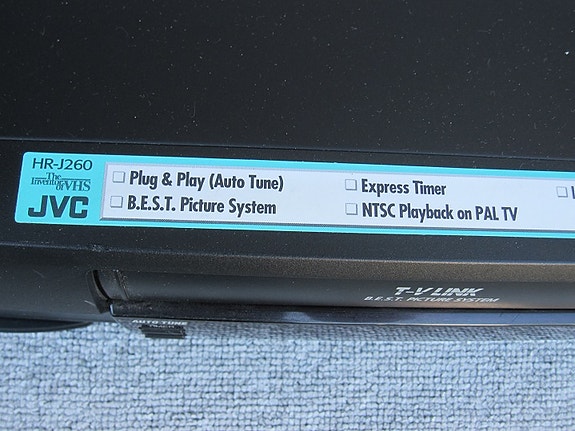 HR-J260
The
Inventor
of VHS
JVC
Plug & Play (Auto Tune)
B.E.S.T. Picture System
Express Timer
NTSC Playback on PAL TV
T-V LINK
B.E.S.T. PICTURE SYSTEM
AUTO TUNE